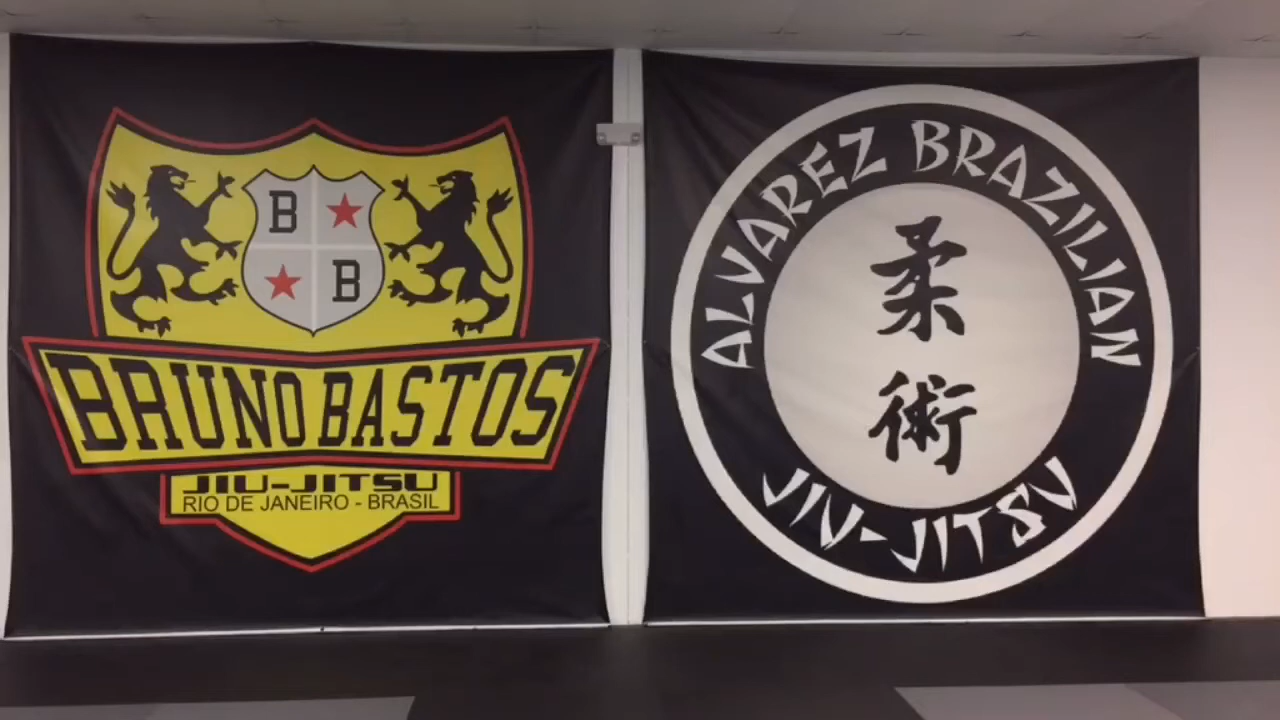 B
B
BRUNO BASTOS
JIU-JITSU
RIO DE JANEIRO - BRASIL
ALVAREZ BRAZILIAN
柔
術
JIU-JITSU